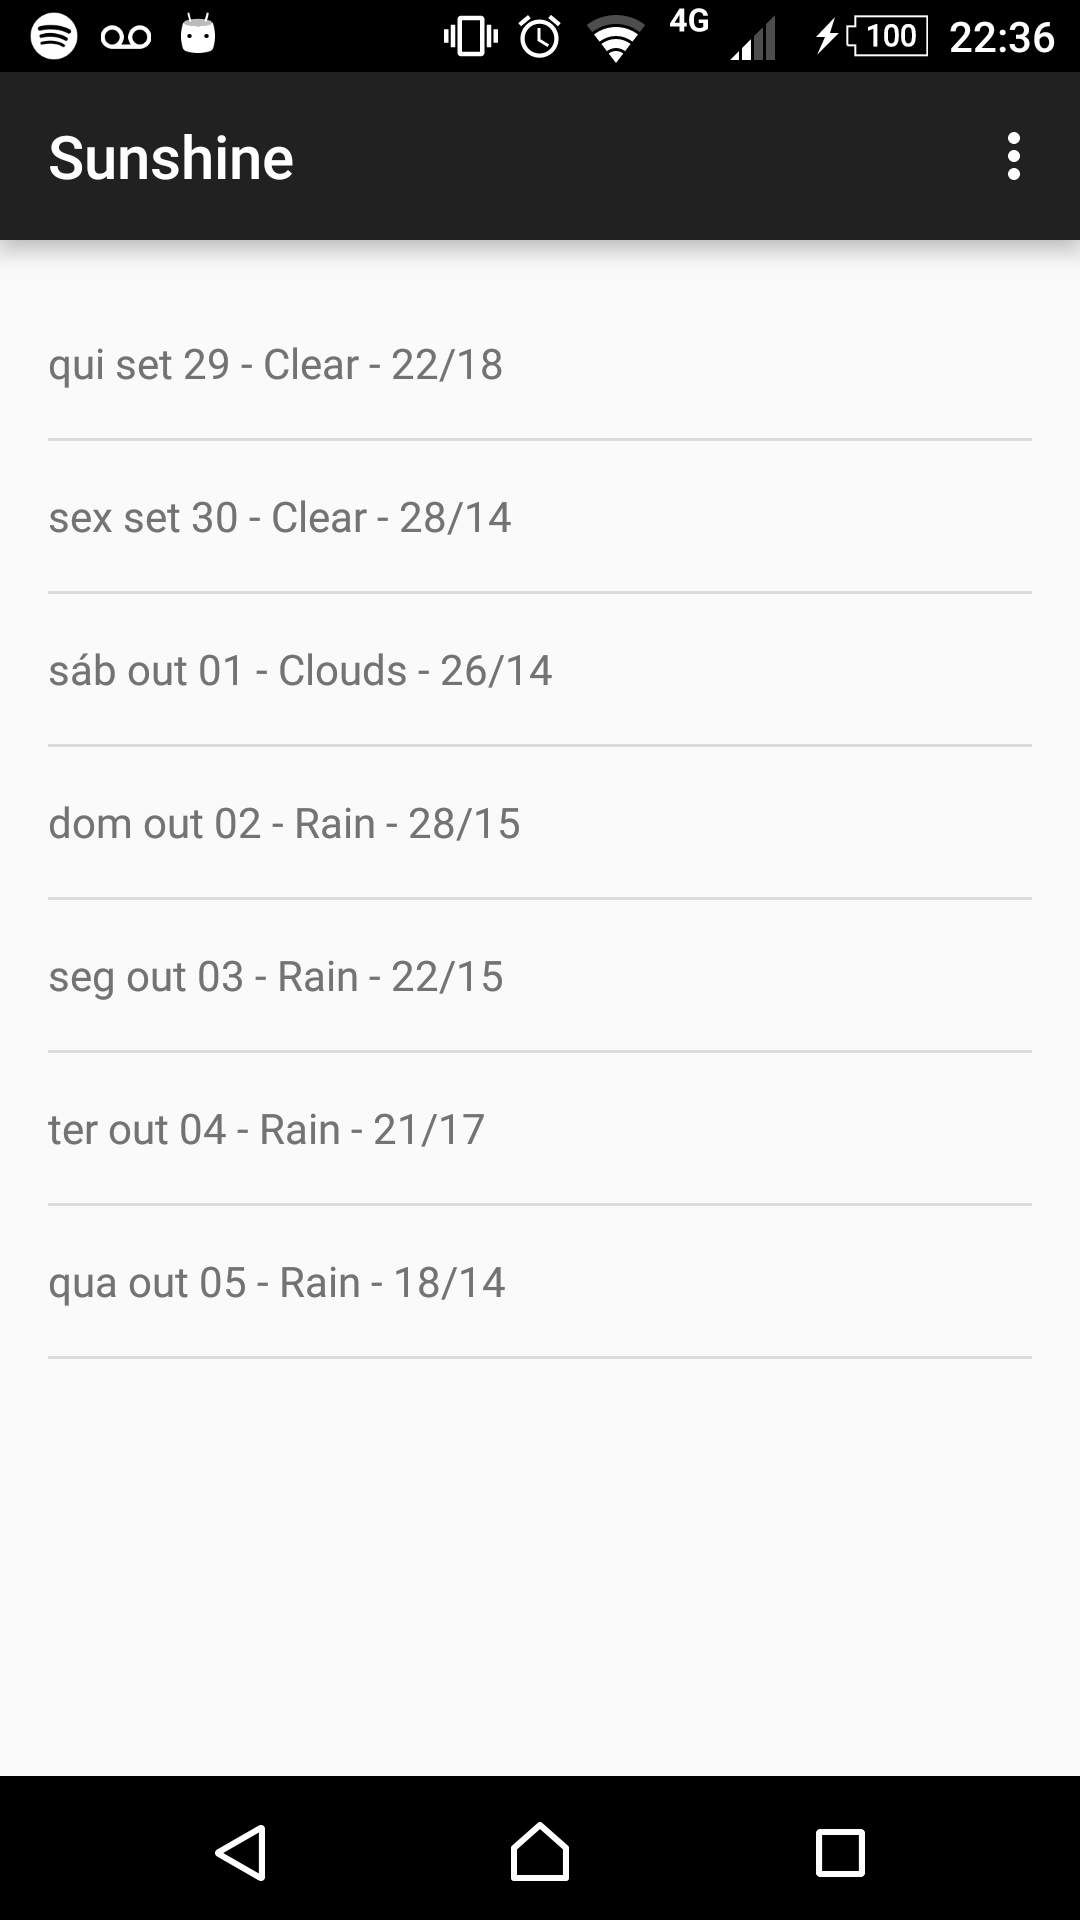 4G 100 22:36
Sunshine
qui set 29 - Clear - 22/18
sex set 30 - Clear - 28/14
sáb out 01 - Clouds - 26/14
dom out 02 - Rain - 28/15
seg out 03 - Rain - 22/15
ter out 04 - Rain - 21/17
qua out 05 - Rain - 18/14